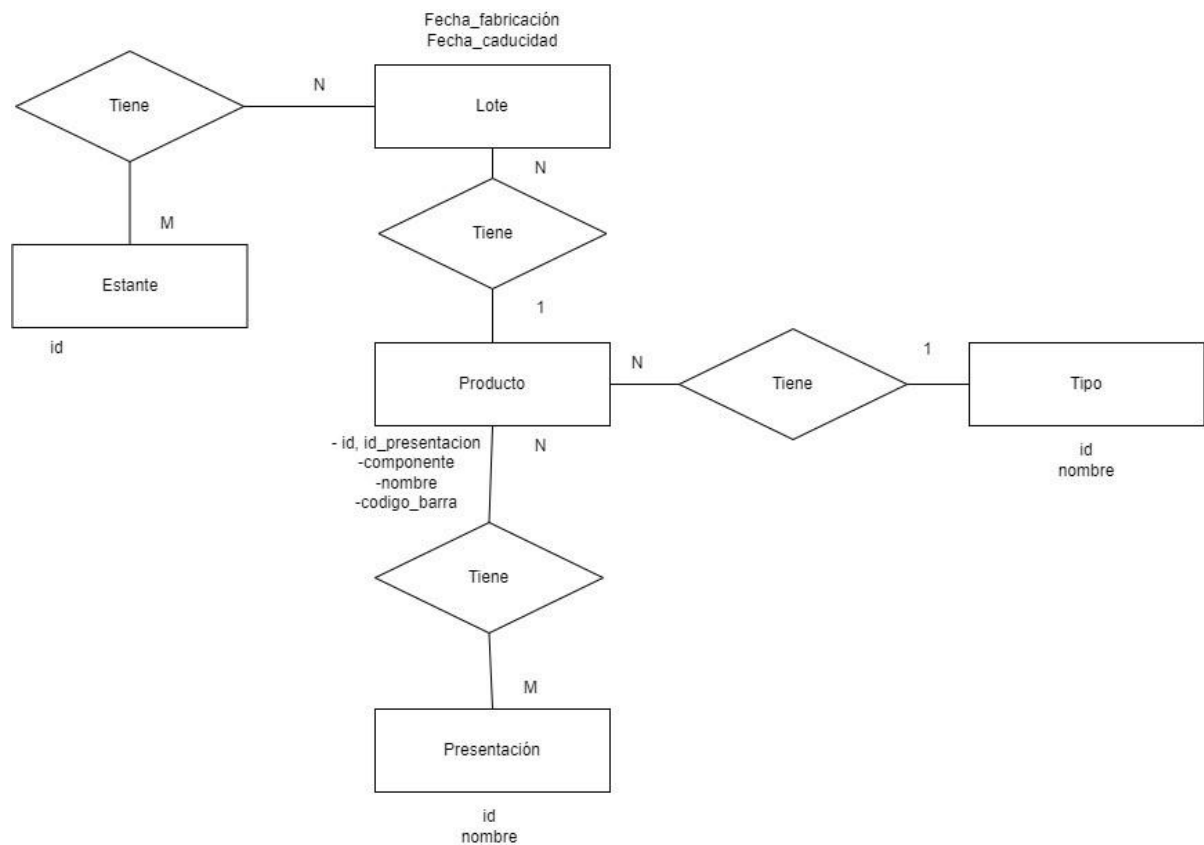 Fecha_fabricación
Fecha_caducidad
Tiene
N
Lote
N
M
Tiene
Estante
id
1
Producto
N
Tiene
1
Tipo
- id, id_presentacion
-componente
-nombre
-codigo_barra
N
id
nombre
Tiene
M
Presentación
id
nombre